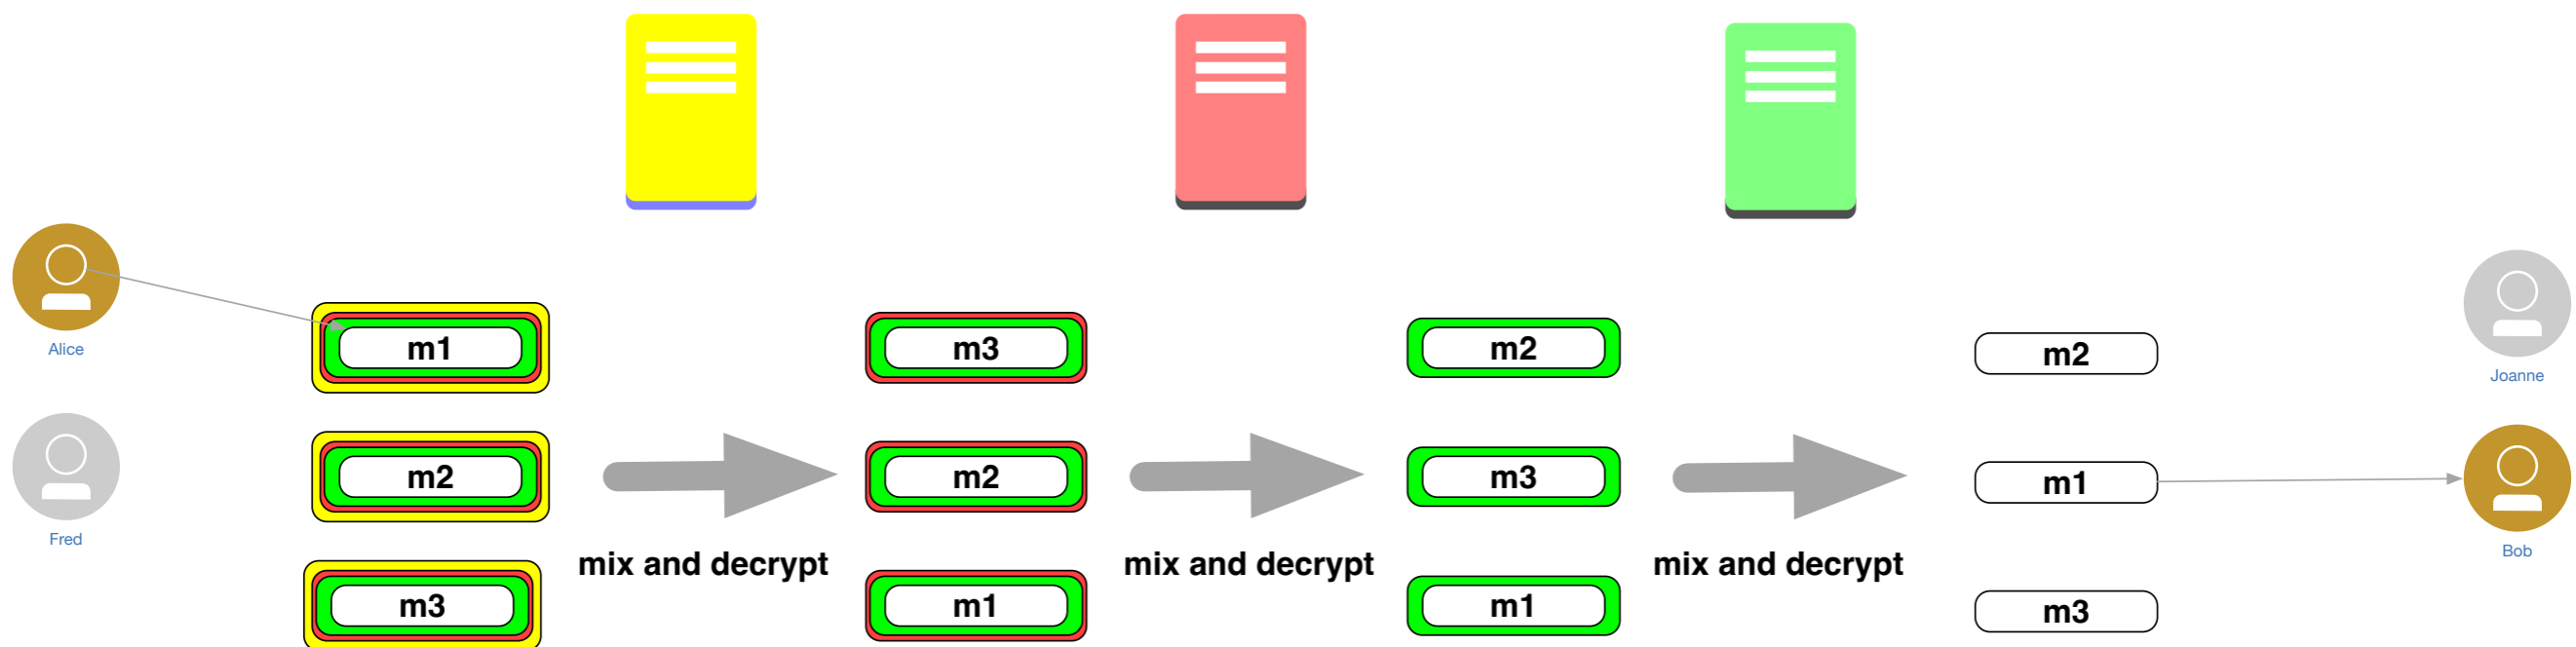 Alice
m1
m3
m2
m2
Joanne
m2
m2
m3
m1
Fred
Bob
mix and decrypt
mix and decrypt
mix and decrypt
m3
m1
m1
m3